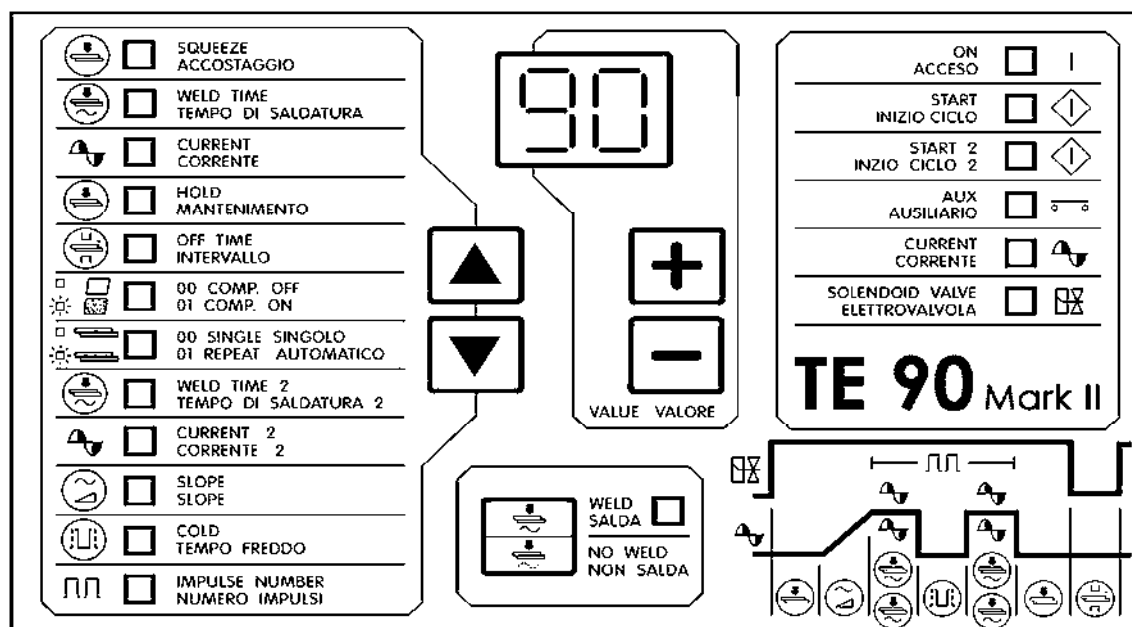 SQUEEZE
ACCOSTAGGIO
WELD TIME
TEMPO DI SALDATURA
CURRENT
CORRENTE
HOLD
MANTENIMENTO
OFF TIME
INTERVALLO
00 COMP. OFF
01 COMP. ON
00 SINGLE SINGOLO
01 REPEAT AUTOMATICO
WELD TIME 2
TEMPO DI SALDATURA 2
CURRENT 2
CORRENTE 2
SLOPE
SLOPE
COLD
TEMPO FREDDO
IMPULSE NUMBER
NUMERO IMPULSI
90
VALUE VALORE
WELD
SALDA
NO WELD
NON SALDA
ON
ACCESO
START
INIZIO CICLO
START 2
INZIO CICLO 2
AUX
AUSILIARIO
CURRENT
CORRENTE
SOLENDOID VALVE
ELETTROVALVOLA
TE 90 Mark II